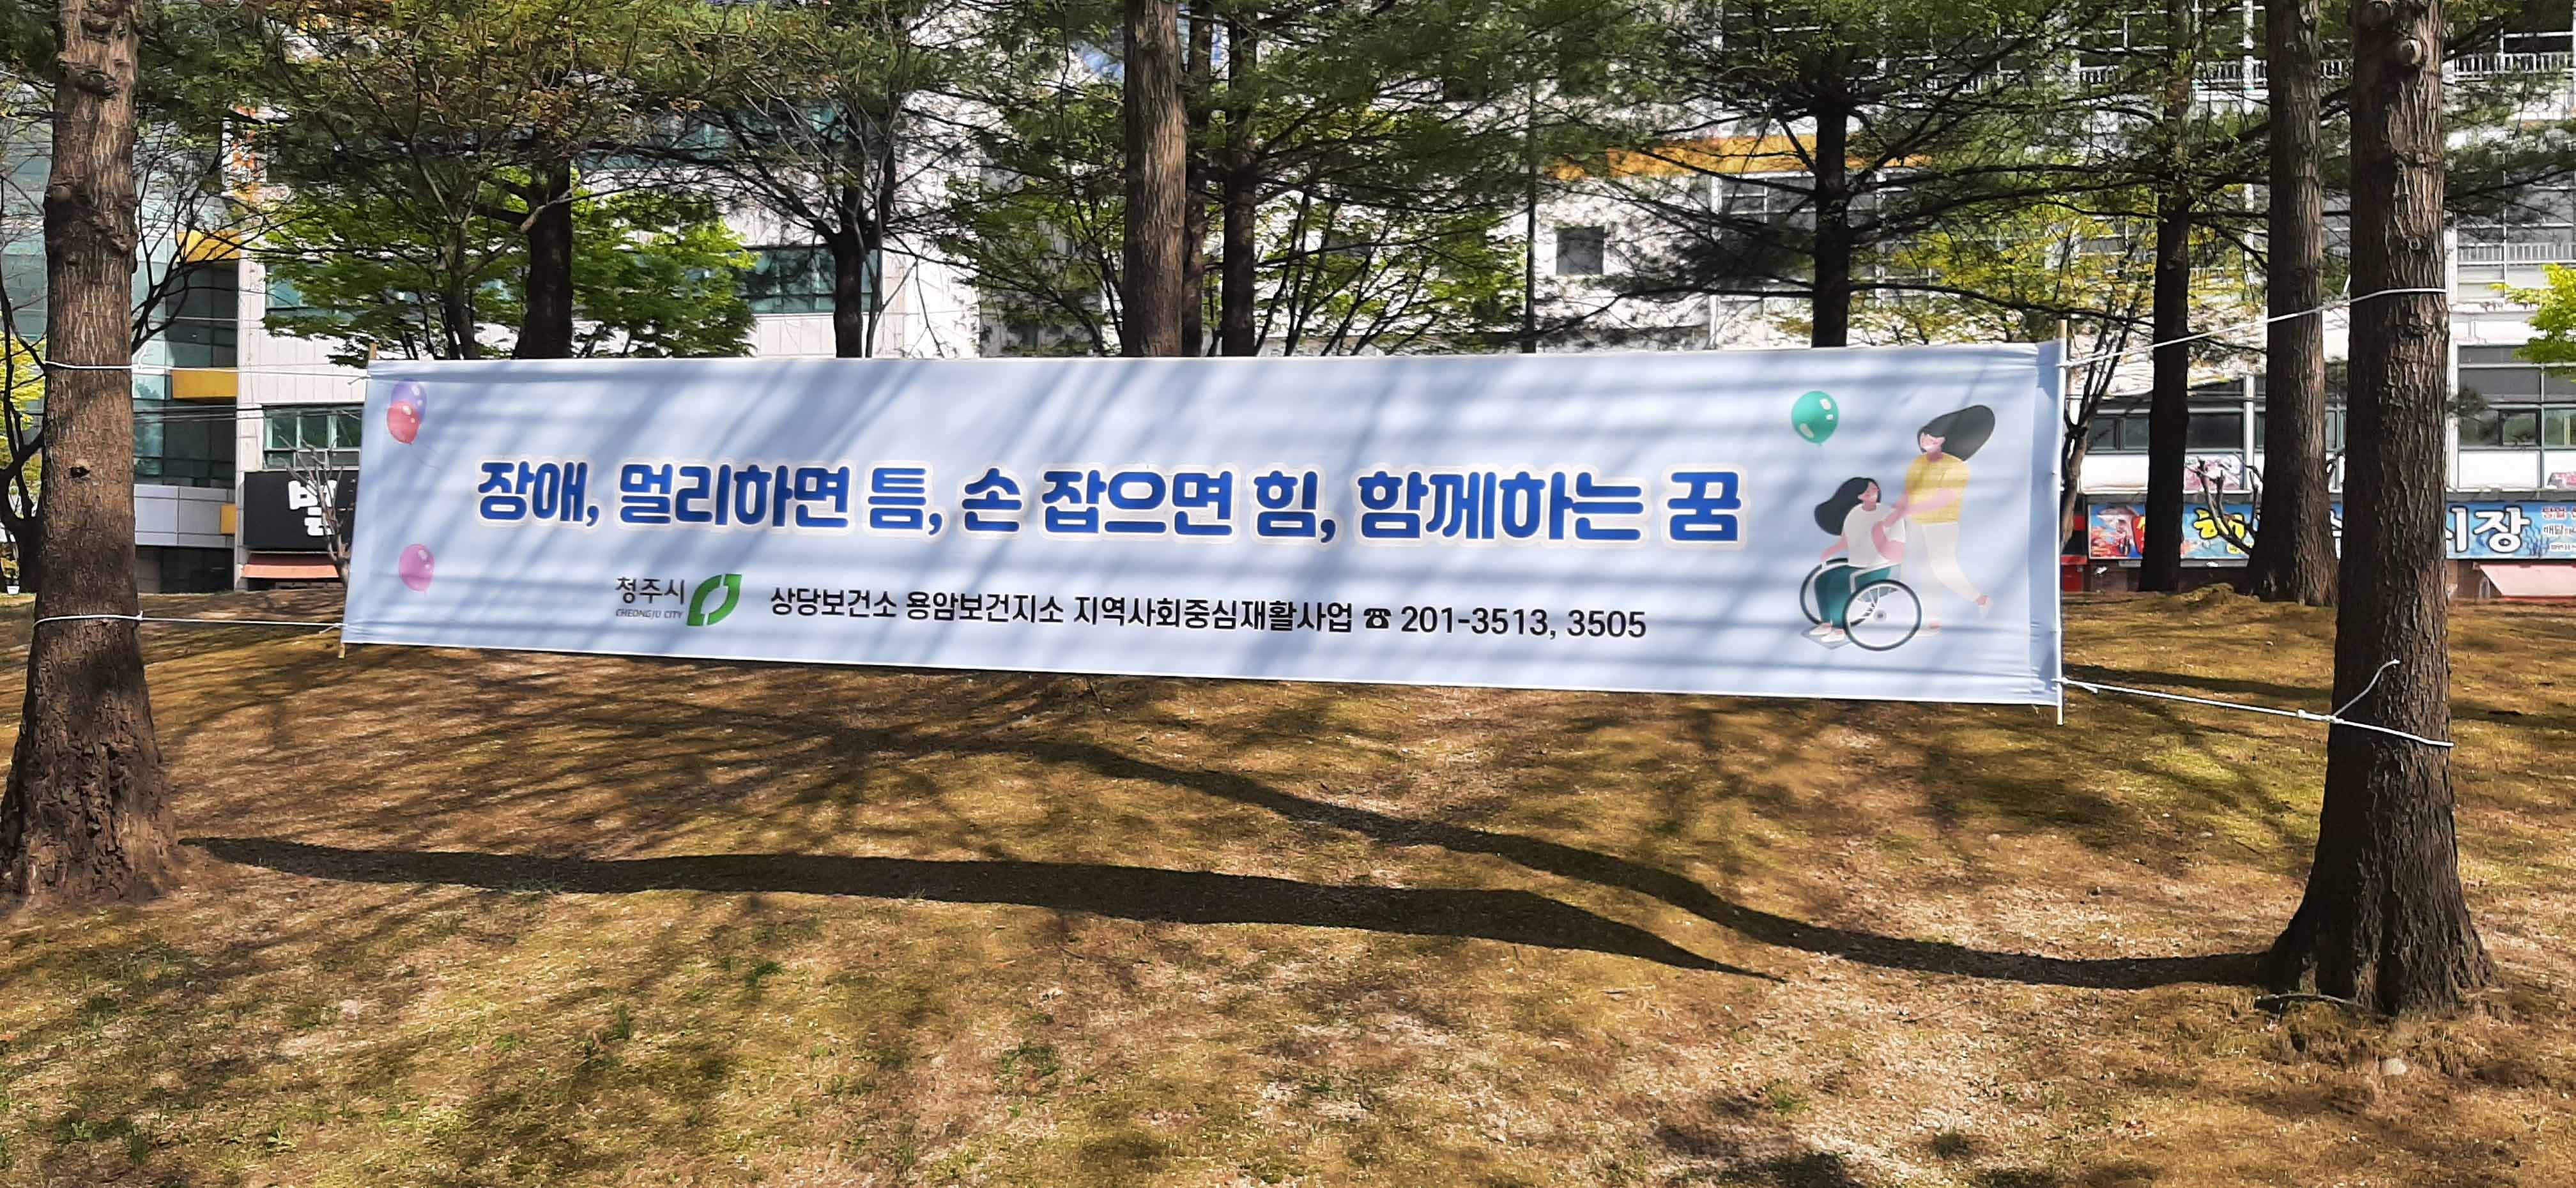 장애, 멀리하면 틈, 손 잡으면 힘, 함께하는 꿈
청주시
CHEONGJU CITY
상당보건소 용암보건지소 지역사회중심재활사업 ☎ 201-3513, 3505
시장